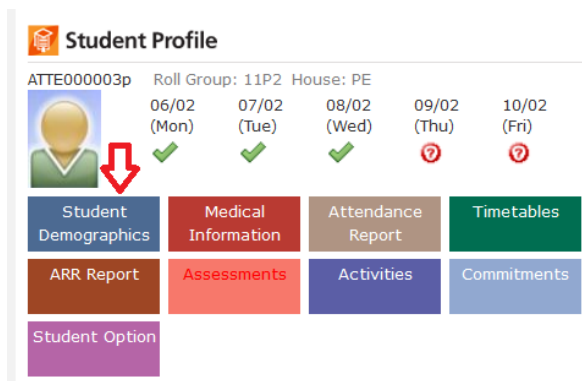 Student Profile
ATTE000003p Roll Group: 11P2 House: PE
06/02 07/02 08/02 09/02 10/02
(Mon) (Tue) (Wed) (Thu) (Fri)
Student Medical Attendance Timetables
Demographics Information Report
ARR Report Assessments Activities Commitments
Student Option